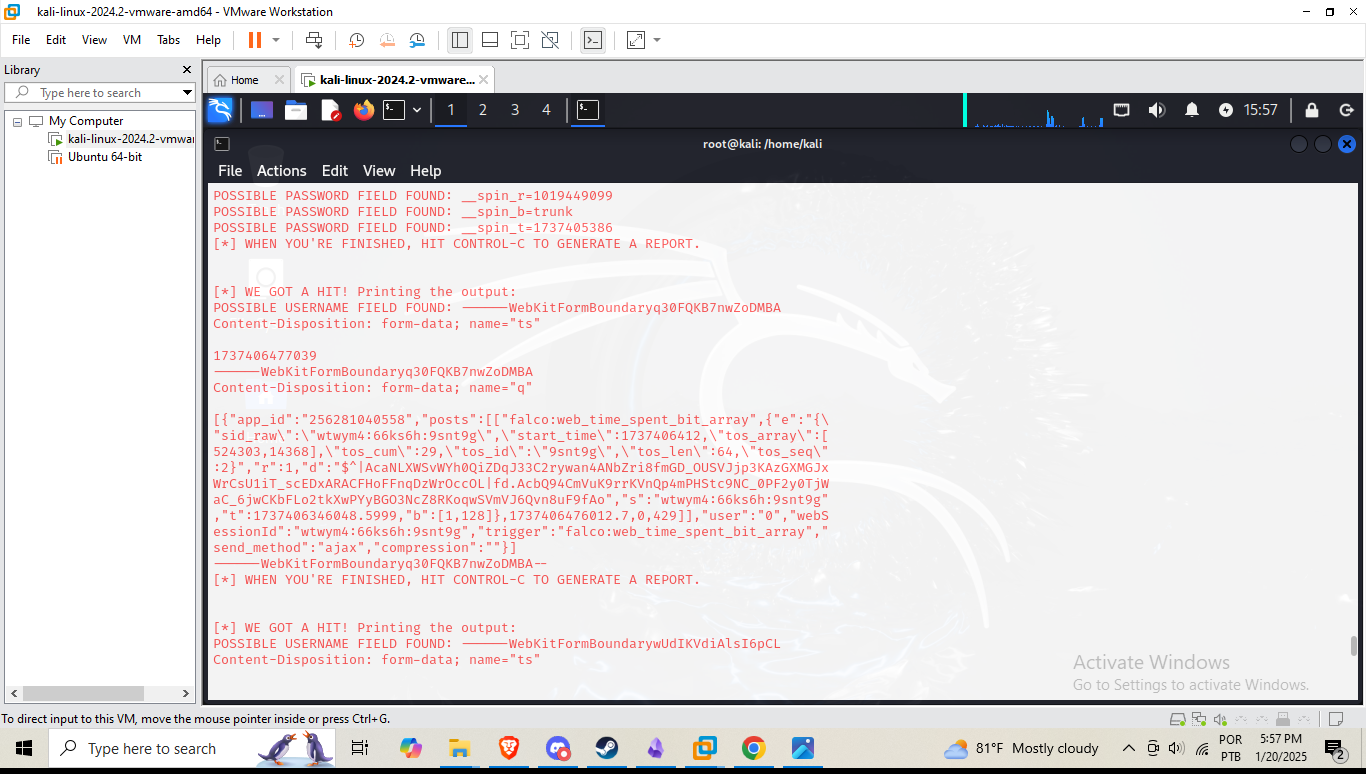 kali-linux-2024.2-vmware-amd64 - VMware Workstation
File Edit View VM Tabs Help
Library
Home
kali-linux-2024.2-vmware...
Type here to search
My Computer
kali-linux-2024.2-vmwar
Ubuntu 64-bit
1 2 3 4
15:57
root@kali: /home/kali
File Actions Edit View Help
POSSIBLE PASSWORD FIELD FOUND: __spin_r=1019449099
POSSIBLE PASSWORD FIELD FOUND: __spin_b=trunk
POSSIBLE PASSWORD FIELD FOUND: __spin_t=1737405386
[*] WHEN YOU'RE FINISHED, HIT CONTROL-C TO GENERATE A REPORT.
[*] WE GOT A HIT! Printing the output:
POSSIBLE USERNAME FIELD FOUND: ------WebKitFormBoundaryq30FQKB7nwZoDMBA
Content-Disposition: form-data; name="ts"
1737406477039
------WebKitFormBoundaryq30FQKB7nwZoDMBA
Content-Disposition: form-data; name="q"
[{"app_id":"256281040558","posts":[["falco:web_time_spent_bit_array",{"e":"{\
"sid_raw\":\"wtwym4:66ks6h:9snt9g\",\"start_time\":1737406412,\"tos_array\":[
524303,14368],\"tos_cum\":29,\"tos_id\":\"9snt9g\",\"tos_len\":64,\"tos_seq\"
:2}","r":1,"d":"$^|AcaNLXWSvWYh0QiZDqJ33C2rywan4ANbZri8fmGD_OUSVJjp3KAzGXMGJx
WrCsU1iT_scEDxARACFHoFFnqDzWrOccOL|fd.AcbQ94CmVuK9rrKVnQp4mPHStc9NC_0PF2y0TjW
aC_6jwCKbFLo2tkXwPYyBGO3NcZ8RKoqwSVmVJ6Qvn8uF9fAo","s":"wtwym4:66ks6h:9snt9g"
,"t":1737406346048.5999,"b":[1,128]},1737406476012.7,0,429]],"user":"0","webS
essionId":"wtwym4:66ks6h:9snt9g","trigger":"falco:web_time_spent_bit_array","
send_method":"ajax","compression":""}]
------WebKitFormBoundaryq30FQKB7nwZoDMBA--
[*] WHEN YOU'RE FINISHED, HIT CONTROL-C TO GENERATE A REPORT.
[*] WE GOT A HIT! Printing the output:
POSSIBLE USERNAME FIELD FOUND: ------WebKitFormBoundarywUdIKVdiAlsI6pCL
Content-Disposition: form-data; name="ts"
Activate Windows
Go to Settings to activate Windows.
To direct input to this VM, move the mouse pointer inside or press Ctrl+G.
Type here to search
81°F Mostly cloudy
POR
PTB
5:57 PM
1/20/2025
2